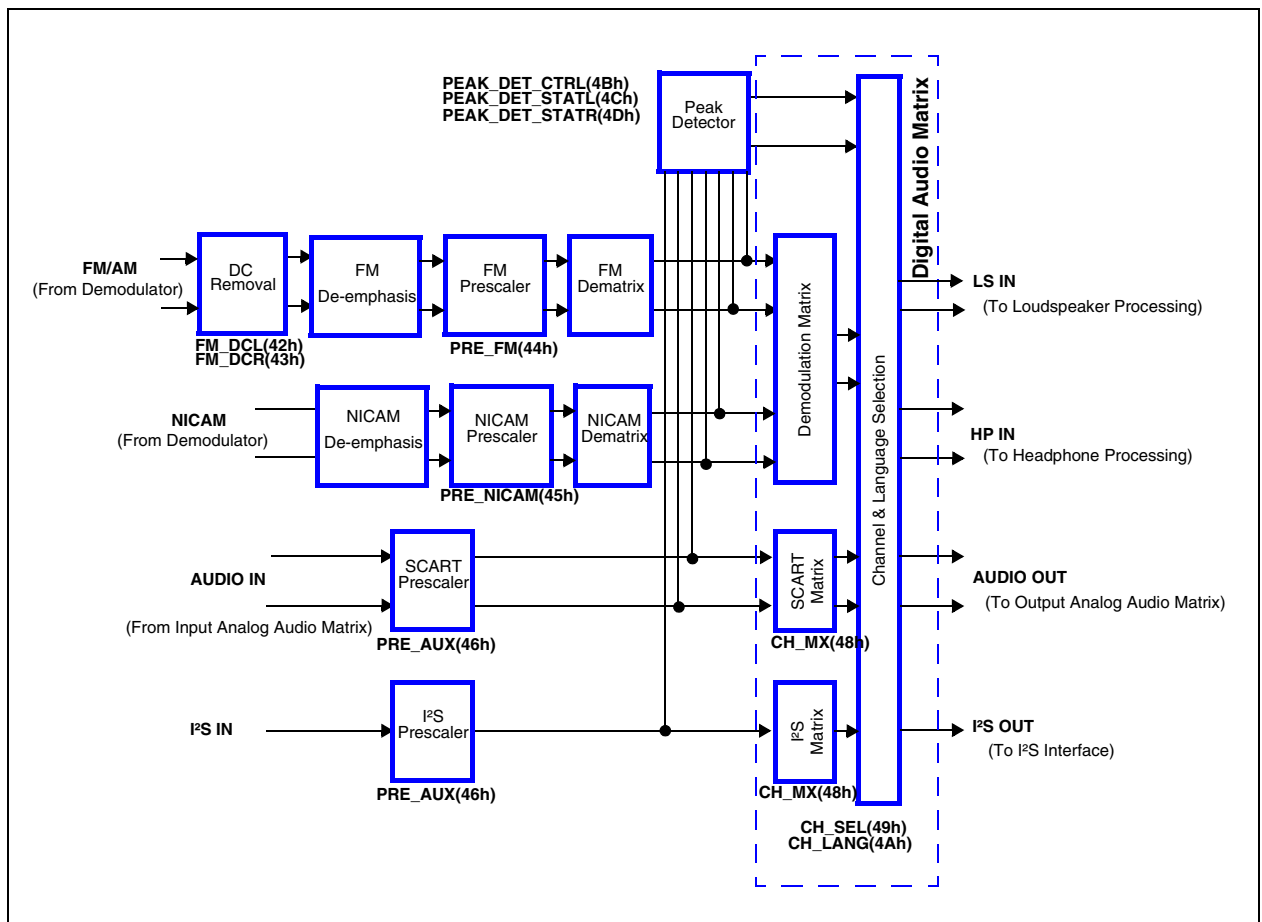 PEAK_DET_CTRL(4Bh)
PEAK_DET_STATL(4Ch)
PEAK_DET_STATR(4Dh)
Peak
Detector
Digital Audio Matrix
FM/AM
(From Demodulator)
DC
Removal
FM_DCL(42h)
FM_DCR(43h)
FM
De-emphasis
FM
Prescaler
PRE_FM(44h)
FM
Dematrix
Demodulation Matrix
Channel & Language Selection
LS IN
(To Loudspeaker Processing)
NICAM
(From Demodulator)
NICAM
De-emphasis
NICAM
Prescaler
PRE_NICAM(45h)
NICAM
Dematrix
HP IN
(To Headphone Processing)
AUDIO IN
(From Input Analog Audio Matrix)
SCART
Prescaler
PRE_AUX(46h)
SCART
Matrix
CH_MX(48h)
AUDIO OUT
(To Output Analog Audio Matrix)
I²S IN
I²S
Prescaler
PRE_AUX(46h)
I²S
Matrix
CH_MX(48h)
I²S OUT
(To I²S Interface)
CH_SEL(49h)
CH_LANG(4Ah)